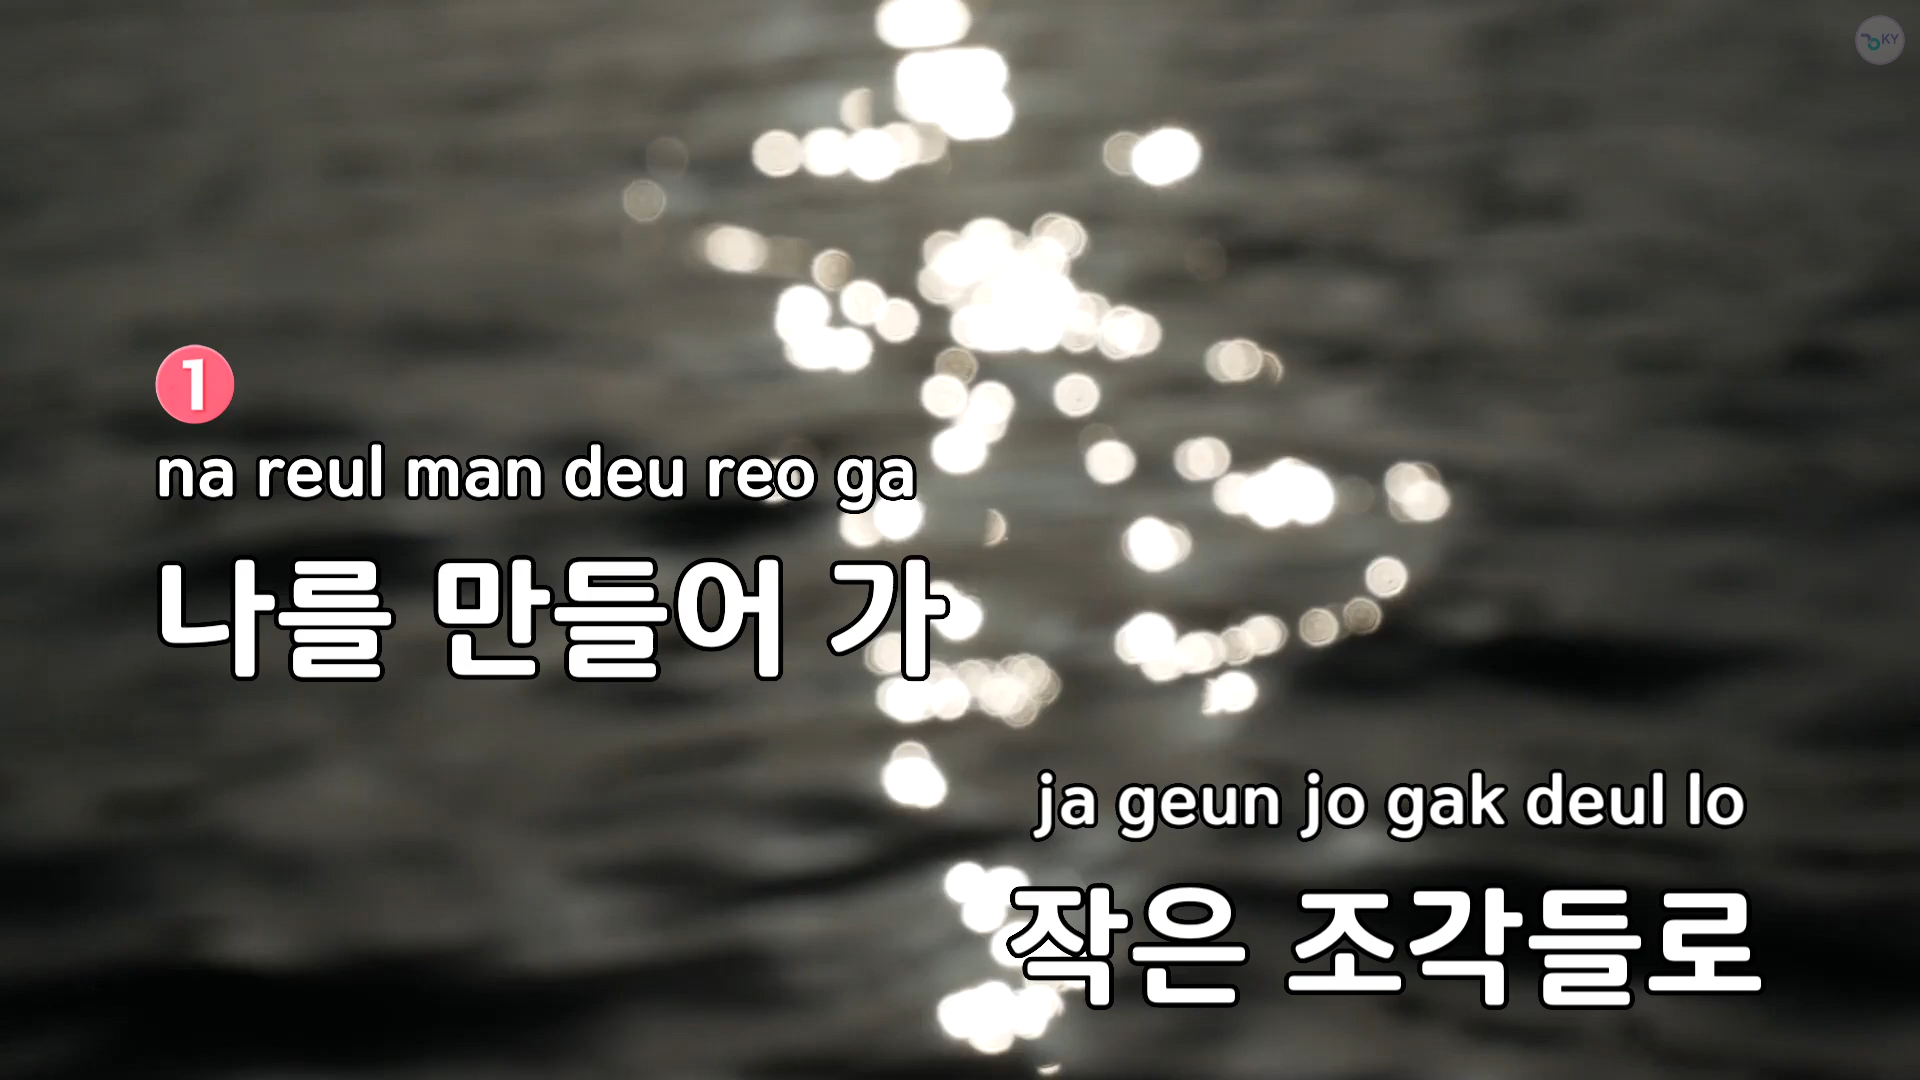 KY
1
na reul man deu reo ga
나를 만들어 가
ja geun jo gak deul lo
작은 조각들로